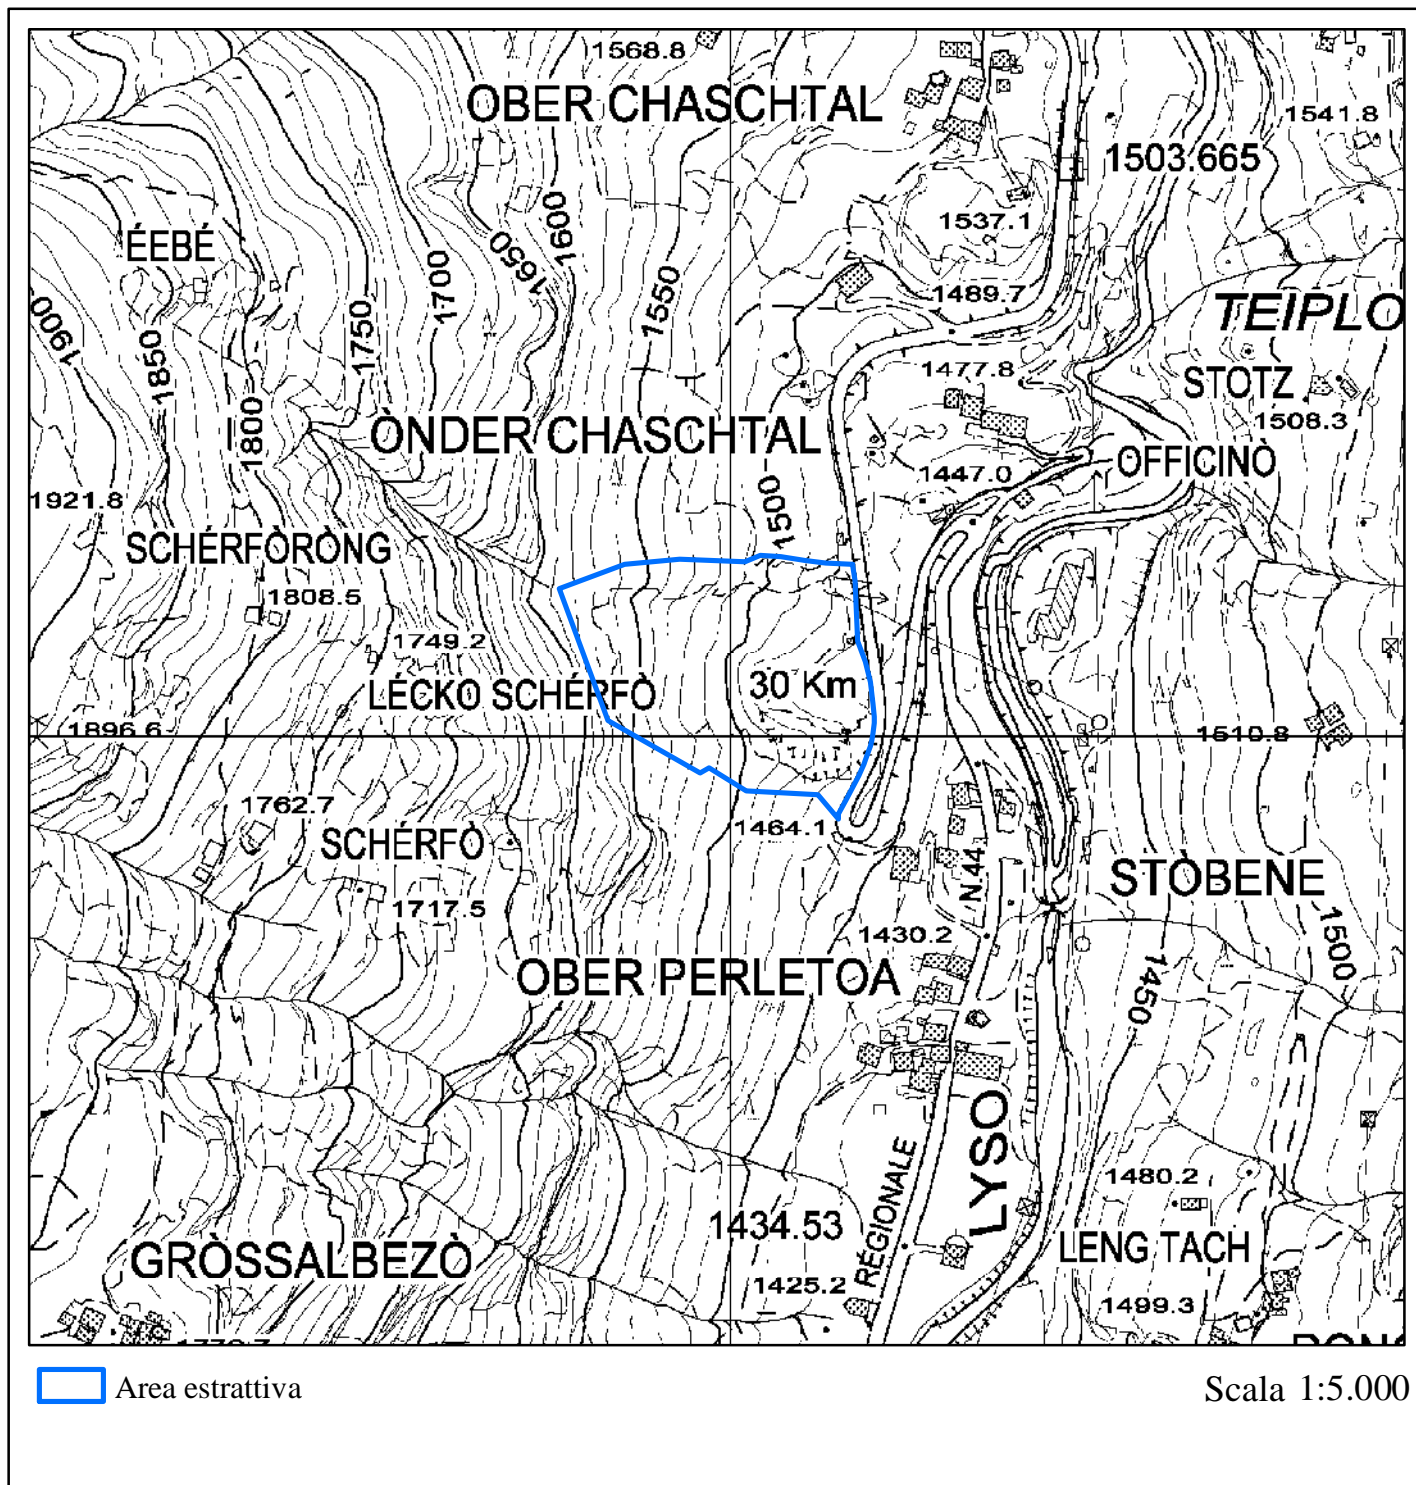 1568.8
OBER CHASCHTAL
1541.8
1503.665
1537.1
ÉEBÉ
1600
1650
1700
1550
1489.7
1900
1850
1750
TEIPLO
1477.8
STOTZ
1508.3
1800
ÒNDER CHASCHTAL
1447.0
OFFICINÒ
1921.8
1500
SCHÉRFÒRÒNG
1808.5
1749.2
LÉCKO SCHÉRFÒ
30 Km
1896.6
1510.8
1762.7
1464.1
SCHÉRFÒ
N.44
STÒBENE
1717.5
1430.2
1500
OBER PERLETOA
1450
LYSO
RÉGIONALE
1480.2
1434.53
GRÒSSALBEZÒ
LENG TACH
1425.2
1499.3
Area estrattiva
Scala 1:5.000